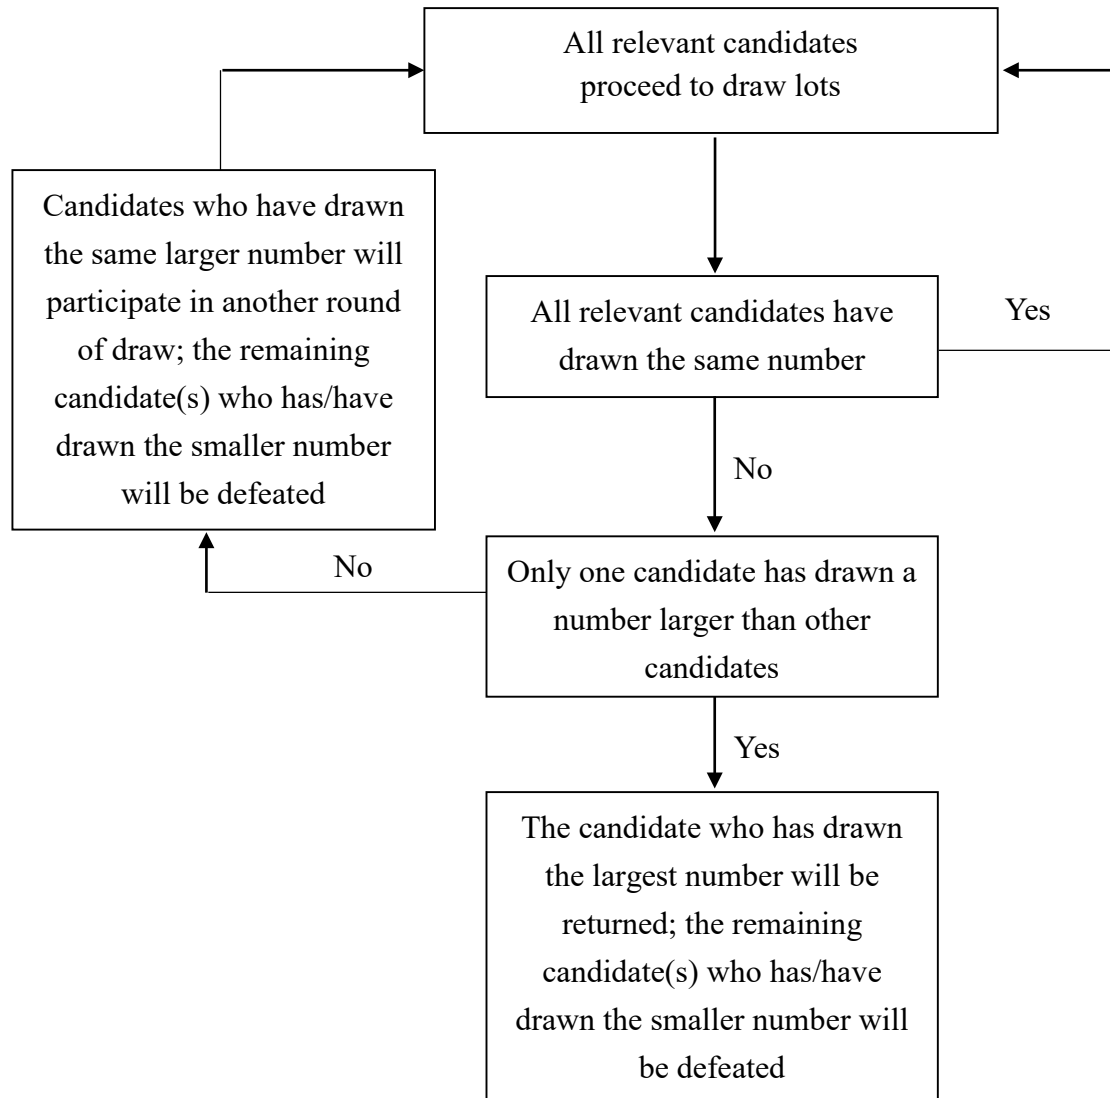 All relevant candidates
proceed to draw lots
Candidates who have drawn
the same larger number will
participate in another round
of draw; the remaining
candidate(s) who has/have
drawn the smaller number
will be defeated
All relevant candidates have
drawn the same number
Yes
No
Only one candidate has drawn a
number larger than other
candidates
No
Yes
The candidate who has drawn
the largest number will be
returned; the remaining
candidate(s) who has/have
drawn the smaller number will
be defeated